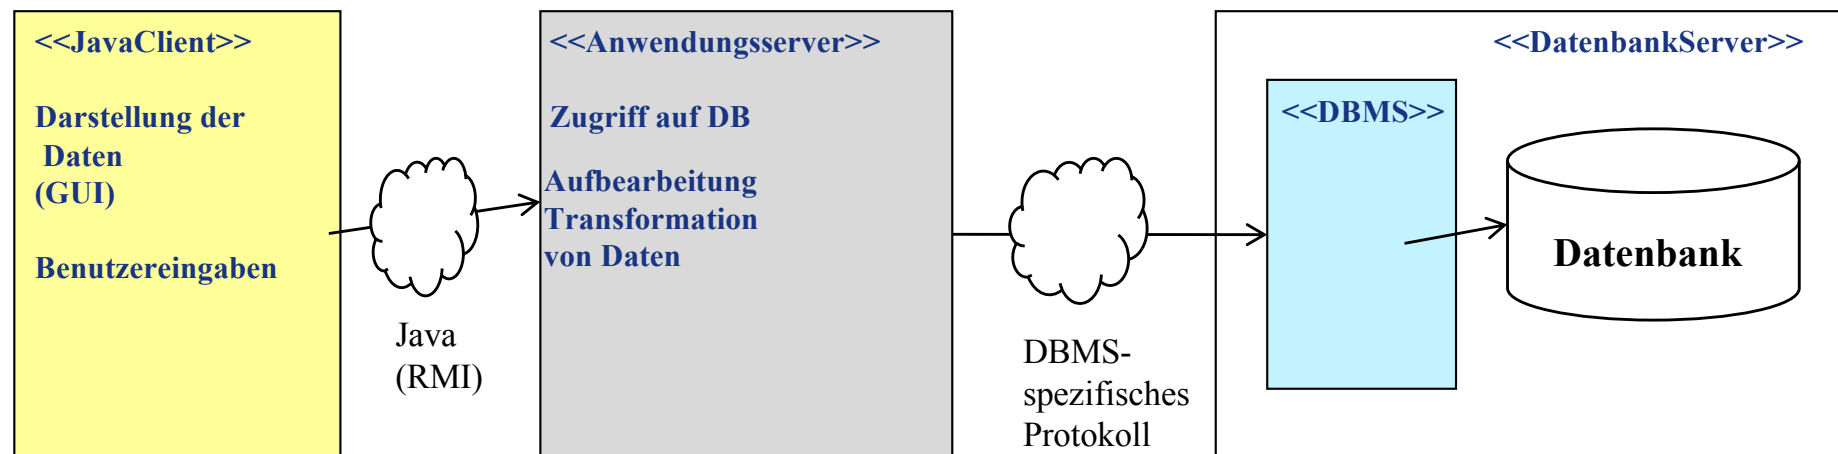 <<JavaClient>>
Darstellung der
Daten
(GUI)
Benutzereingaben
Java
(RMI)
<<Anwendungsserver>>
Zugriff auf DB
Aufbearbeitung
Transformation
von Daten
DBMS-
spezifisches
Protokoll
<<DatenbankServer>>
<<DBMS>>
Datenbank